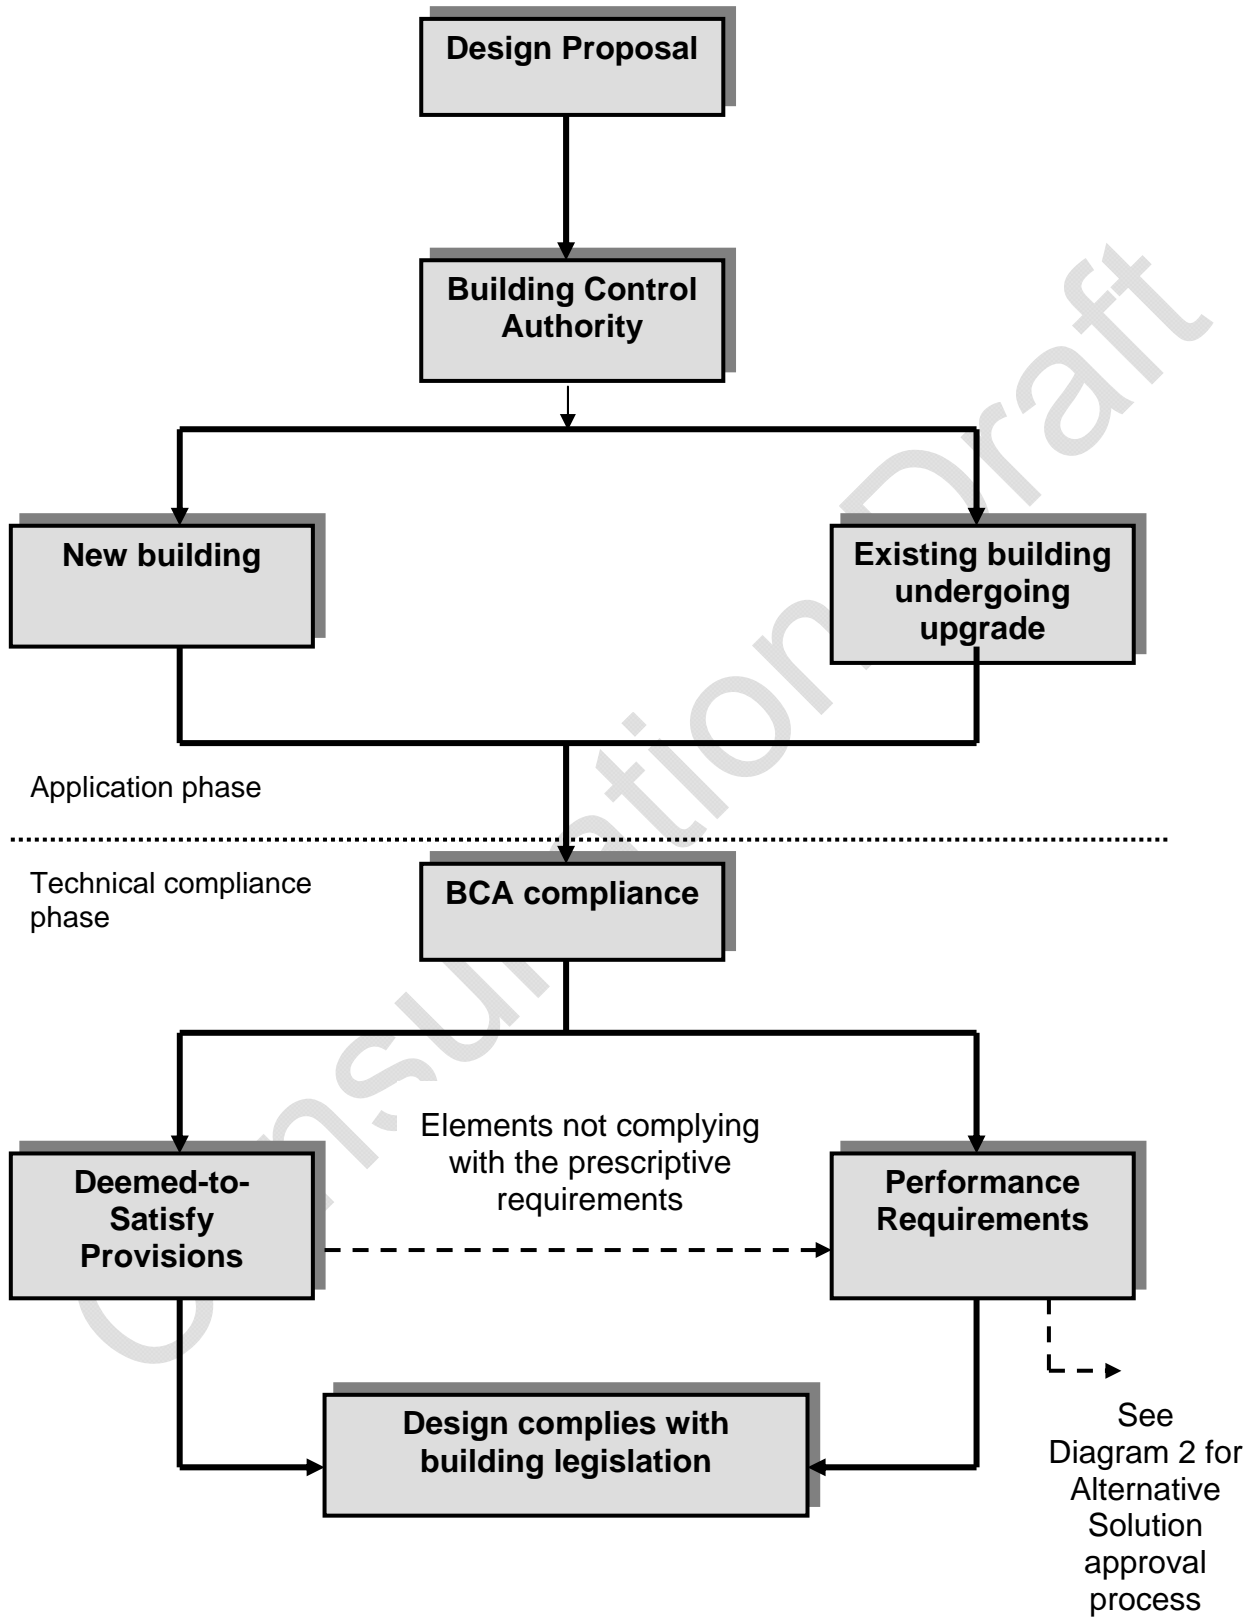 Design Proposal
Building Control
Authority
New building
Existing building
undergoing
upgrade
Application phase
Technical compliance
phase
BCA compliance
Elements not complying
with the prescriptive
requirements
Deemed-to-
Satisfy
Provisions
Performance
Requirements
Design complies with
building legislation
See
Diagram 2 for
Alternative
Solution
approval
process
Consultation Draft